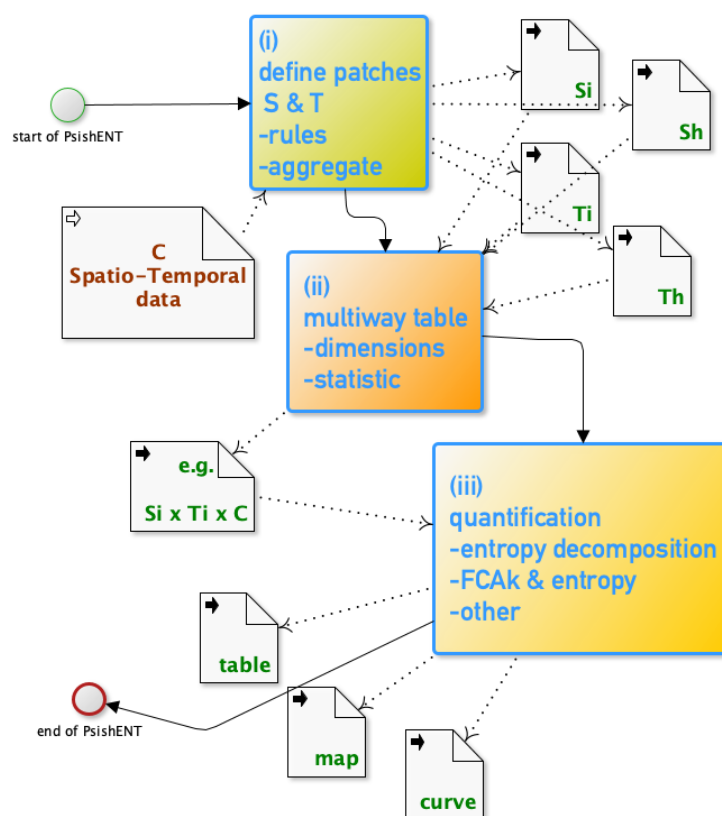 (i)
define patches
S & T
-rules
-aggregate
Si
Sh
start of PsishENT
Ti
C
Spatio-Temporal
data
Th
(ii)
multiway table
-dimensions
-statistic
e.g.
Si x Ti x C
(iii)
quantification
-entropy decomposition
-FCAk & entropy
-other
table
end of PsishENT
map
curve